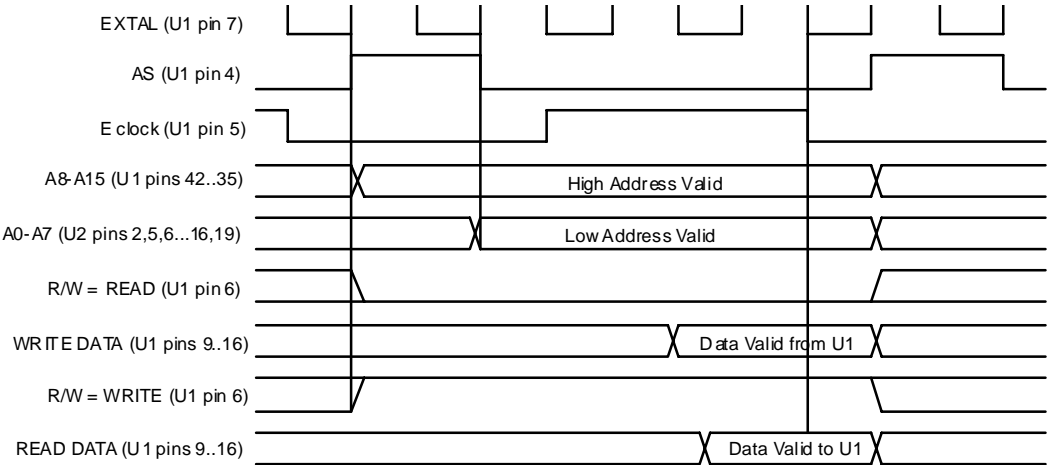 EXTAL (U1 pin 7)
AS (U1 pin 4)
E clock (U1 pin 5)
A8-A15 (U1 pins 42..35)
High Address Valid
A0-A7 (U2 pins 2,5,6...16,19)
Low Address Valid
R/W = READ (U1 pin 6)
WRITE DATA (U1 pins 9..16)
Data Valid from U1
R/W = WRITE (U1 pin 6)
READ DATA (U1 pins 9..16)
Data Valid to U1